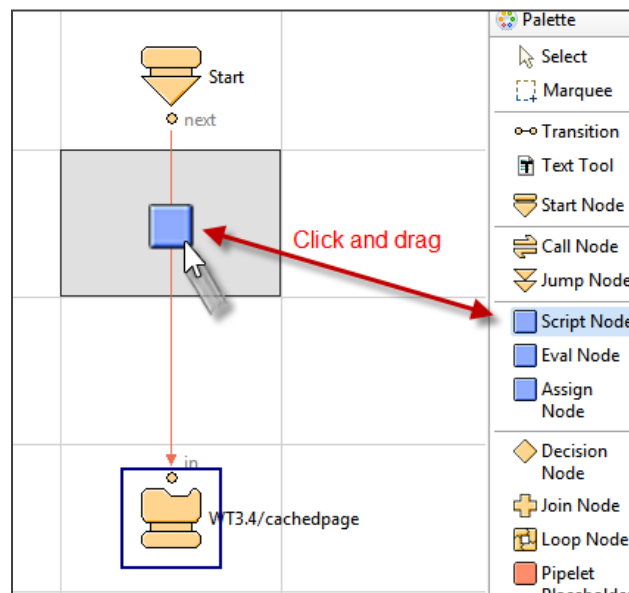 Palette
Select
Marquee
Transition
Text Tool
Start Node
Call Node
Jump Node
Script Node
Eval Node
Assign
Node
Decision
Node
Join Node
Loop Node
Pipelet
Start
next
Click and drag
in
WT3.4/cachedpage